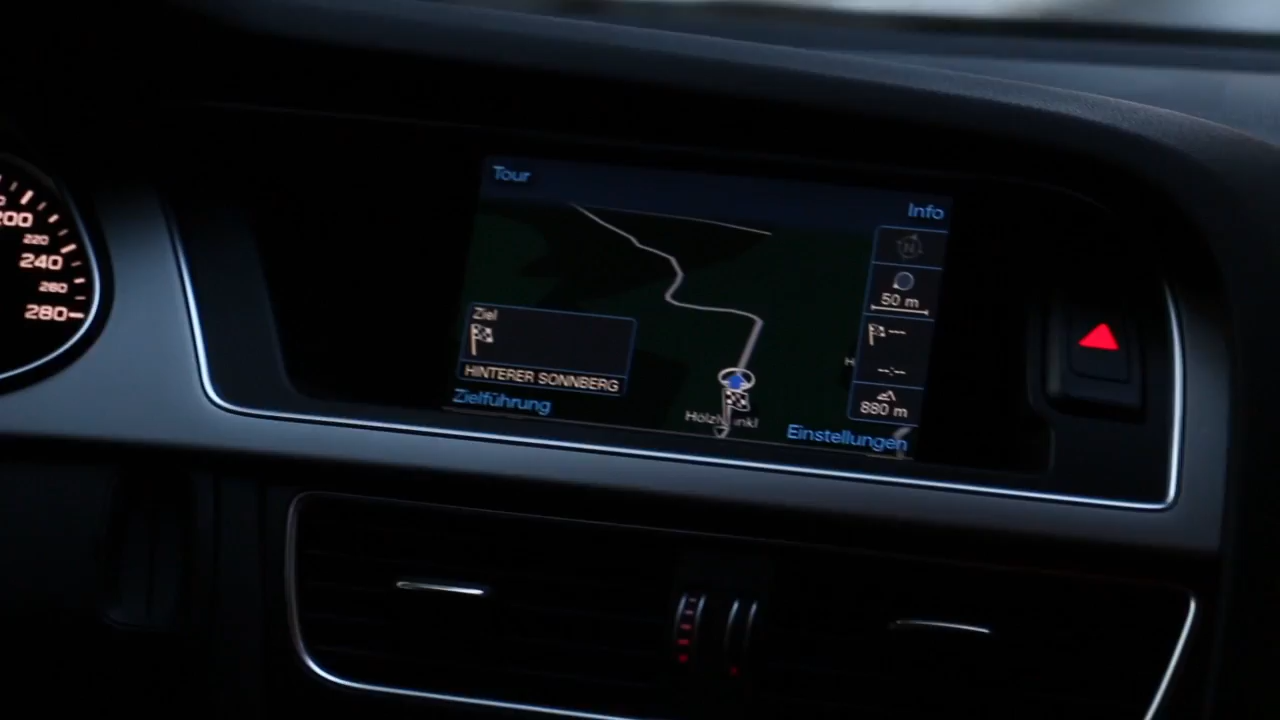 200
220
240
260
280
Tour
Info
N
50 m
Ziel
HINTERER SONNBERG
---
--:--
880 m
Zielführung
Einstellungen